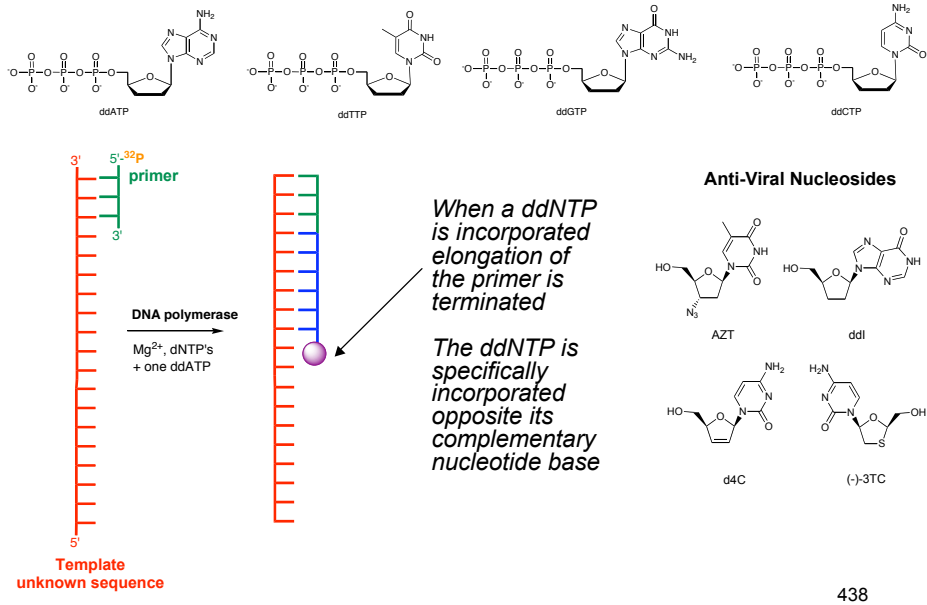 ddATP
ddTTP
ddGTP
ddCTP
3'
5'-³²P
primer
3'
DNA polymerase
Mg²⁺, dNTP's
+ one ddATP
5'
Template
unknown sequence
When a ddNTP
is incorporated
elongation of
the primer is
terminated
The ddNTP is
specifically
incorporated
opposite its
complementary
nucleotide base
Anti-Viral Nucleosides
AZT
ddI
d4C
(-)-3TC
438